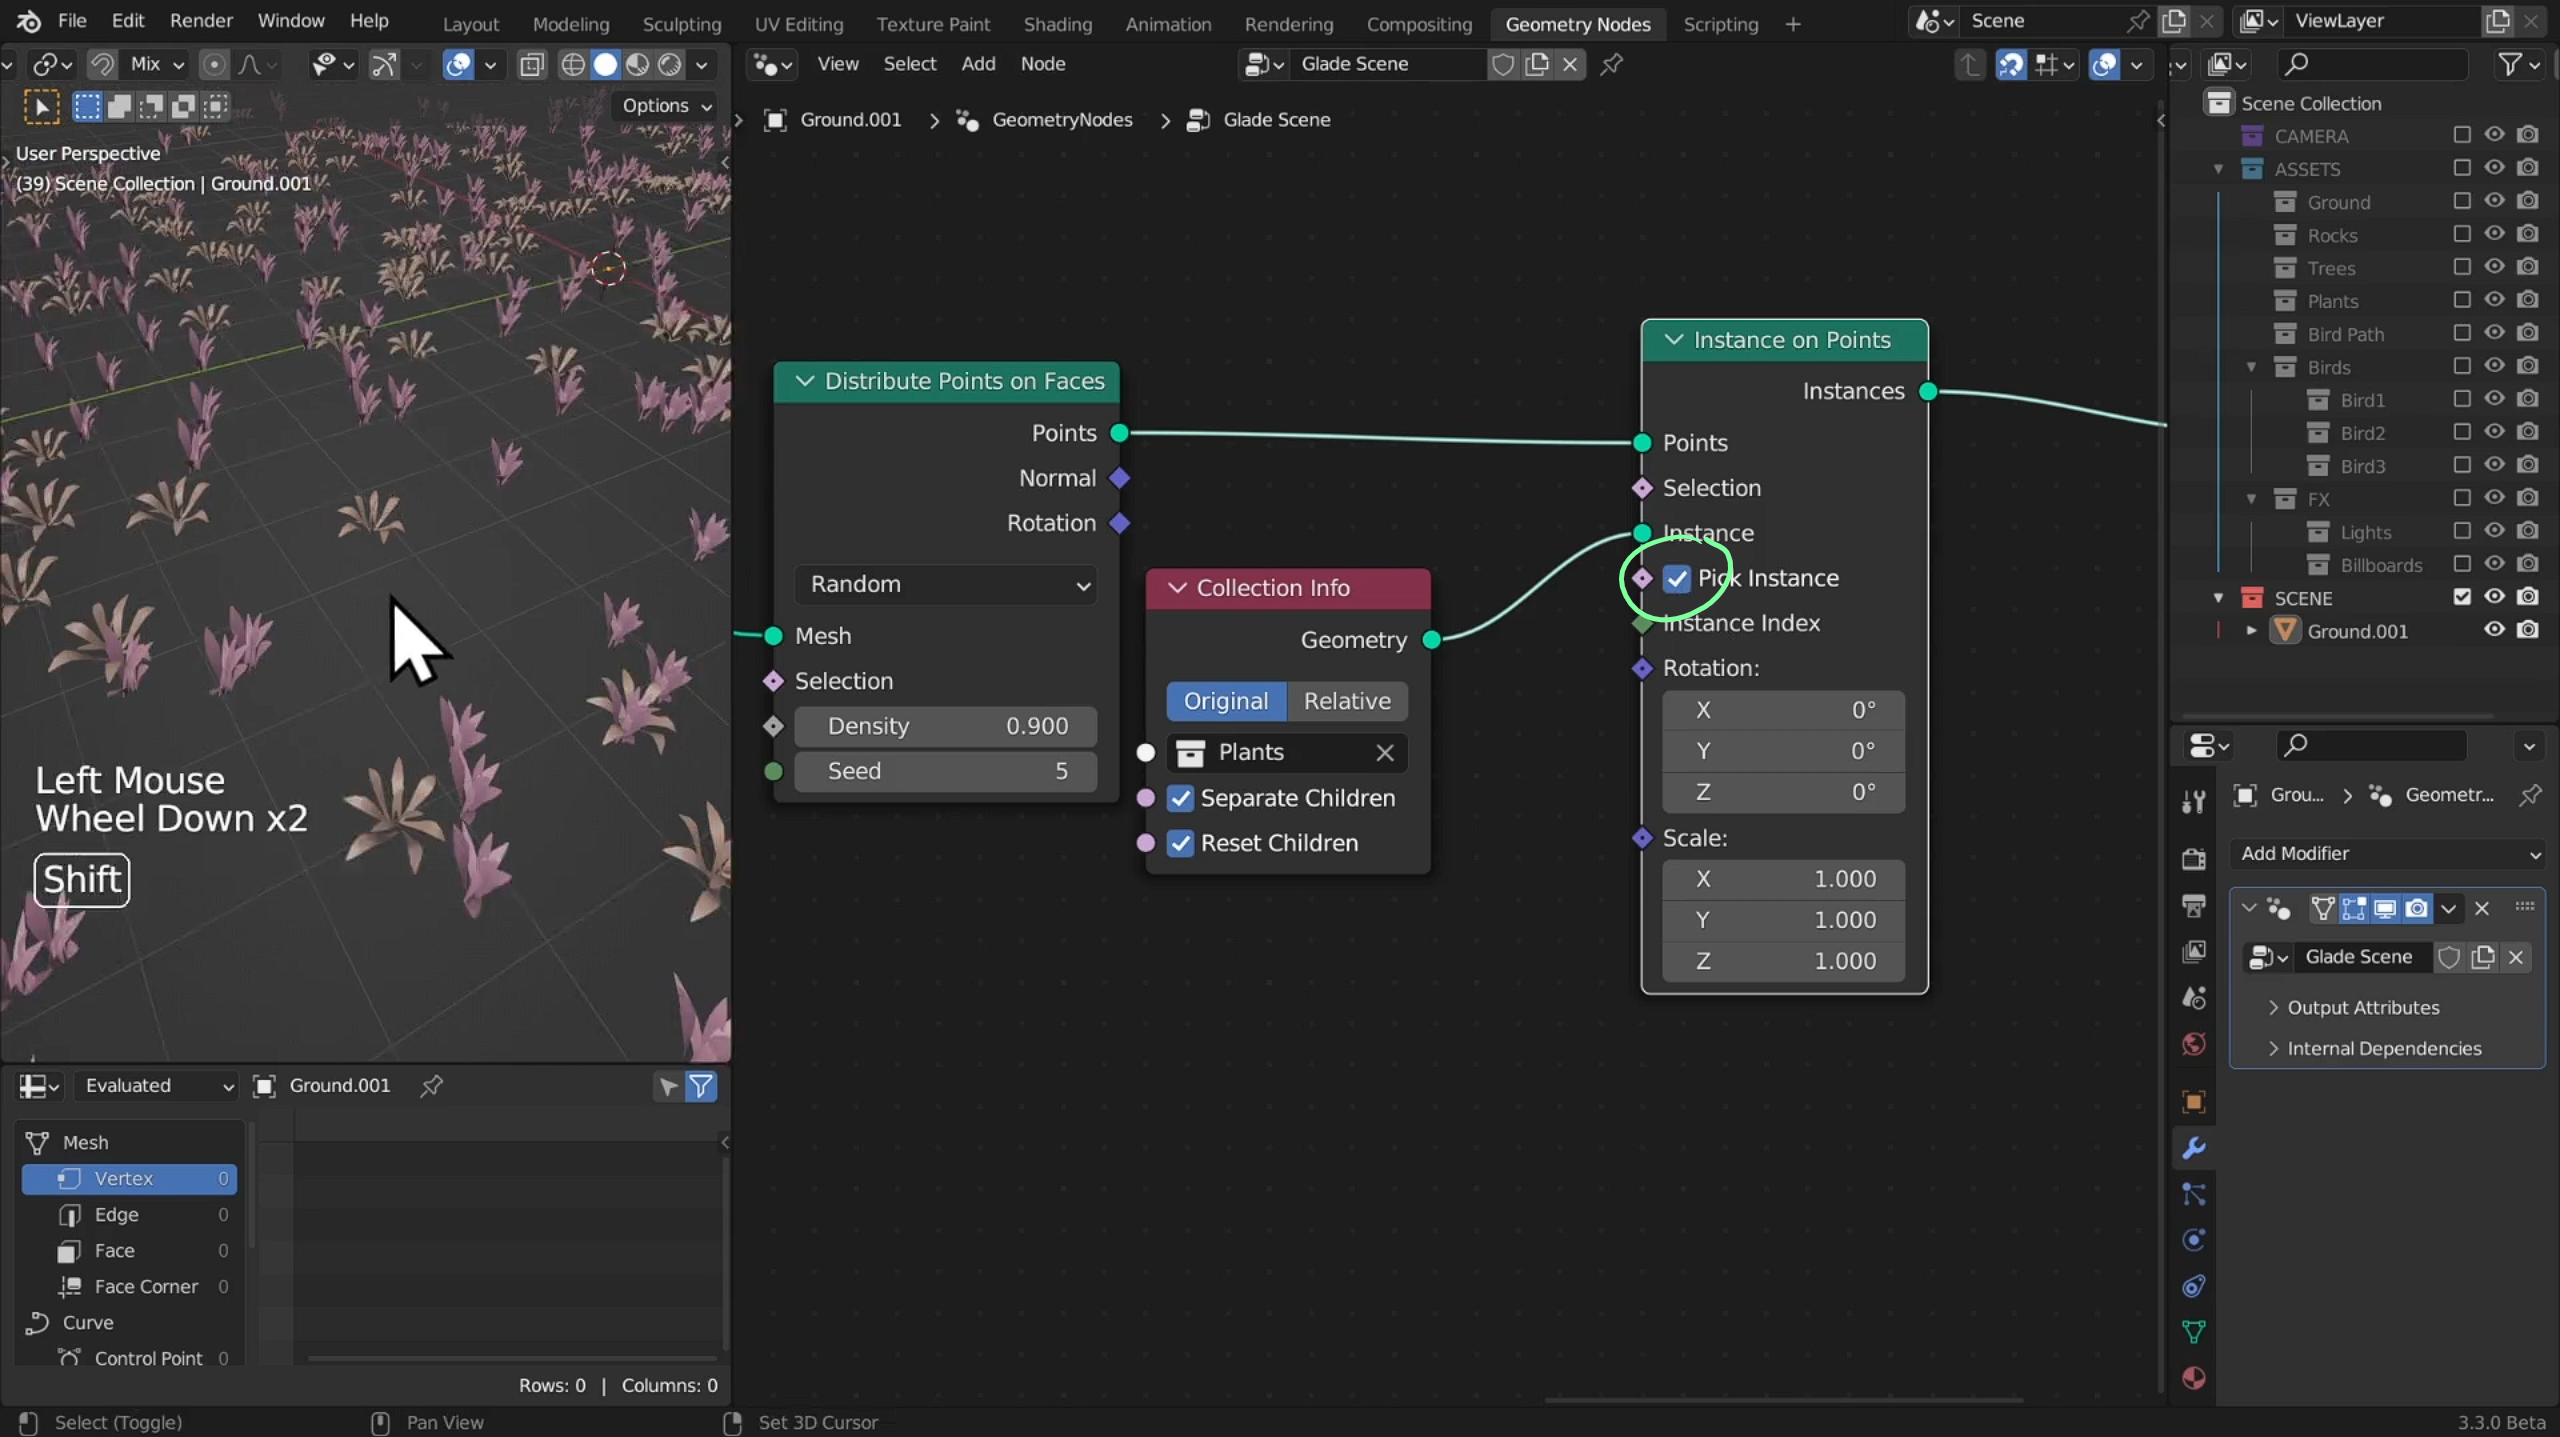 File Edit Render Window Help
Layout Modeling Sculpting UV Editing Texture Paint Shading Animation Rendering Compositing Geometry Nodes Scripting +
Scene
ViewLayer
Mix
Options
User Perspective
(39) Scene Collection | Ground.001
Left Mouse
Wheel Down x2
Shift
View Select Add Node
Glade Scene
Ground.001 > GeometryNodes > Glade Scene
Distribute Points on Faces
Points
Normal
Rotation
Random
Mesh
Selection
Density 0.900
Seed 5
Collection Info
Geometry
Original Relative
Plants
Separate Children
Reset Children
Instance on Points
Instances
Points
Selection
Instance
Pick Instance
Instance Index
Rotation:
X 0°
Y 0°
Z 0°
Scale:
X 1.000
Y 1.000
Z 1.000
Scene Collection
CAMERA
ASSETS
Ground
Rocks
Trees
Plants
Bird Path
Birds
Bird1
Bird2
Bird3
FX
Lights
Billboards
SCENE
Ground.001
Grou... > Geometr...
Add Modifier
Glade Scene
> Output Attributes
> Internal Dependencies
Evaluated
Ground.001
Mesh
Vertex 0
Edge 0
Face 0
Face Corner 0
Curve
Control Point 0
Rows: 0 | Columns: 0
Select (Toggle)
Pan View
Set 3D Cursor
3.3.0 Beta